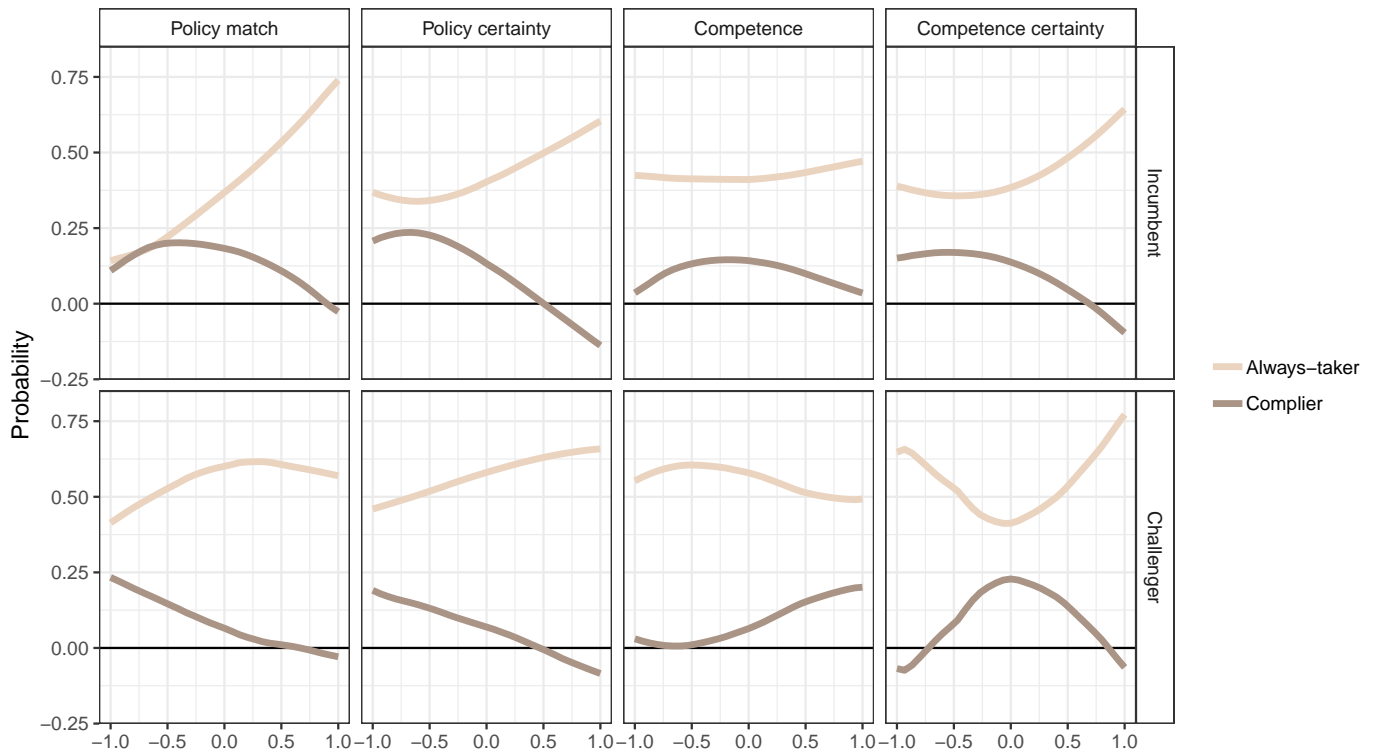 Policy match
Policy certainty
Competence
Competence certainty
Probability
0.75
0.50
0.25
0.00
−0.25
Incumbent
0.75
0.50
0.25
0.00
−0.25
Challenger
−1.0 −0.5 0.0 0.5 1.0
−1.0 −0.5 0.0 0.5 1.0
−1.0 −0.5 0.0 0.5 1.0
−1.0 −0.5 0.0 0.5 1.0
Always−taker
Complier